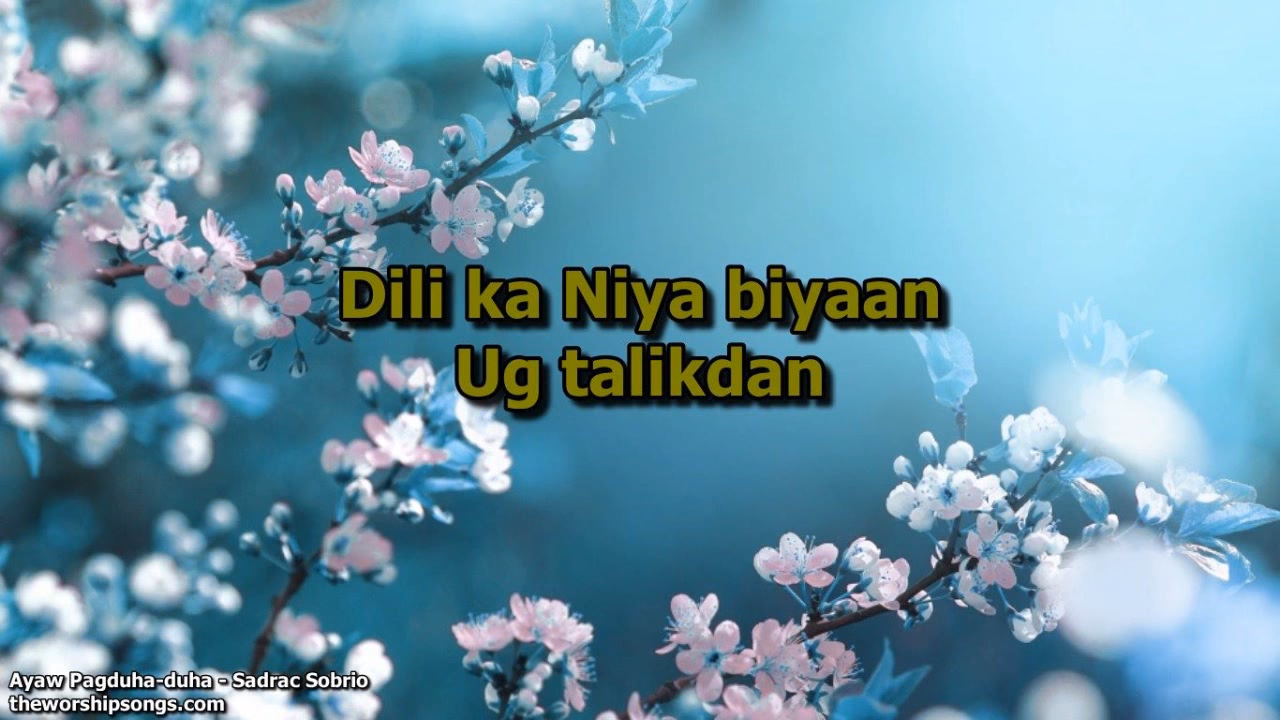 Dili ka Niya biyaan
Ug talikdan
Ayaw Pagduha-duha - Sadrac Sobrio
theworshipsongs.com